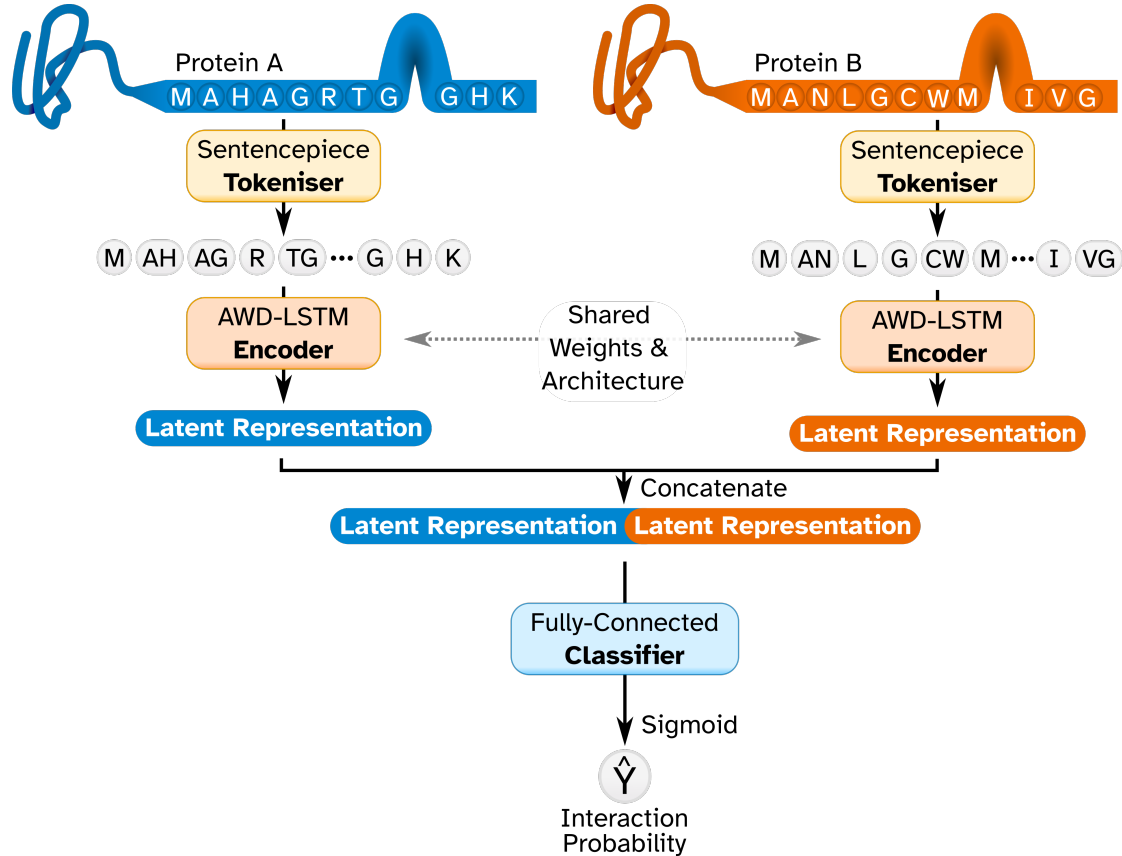 Protein A
M A H A G R T G G H K
Protein B
M A N L G C W M I V G
Sentencepiece
Tokeniser
Sentencepiece
Tokeniser
M AH AG R TG ••• G H K
M AN L G CW M ••• I VG
AWD-LSTM
Encoder
Shared
Weights &
Architecture
AWD-LSTM
Encoder
Latent Representation
Latent Representation
Concatenate
Latent Representation Latent Representation
Fully-Connected
Classifier
Sigmoid
Ŷ
Interaction
Probability